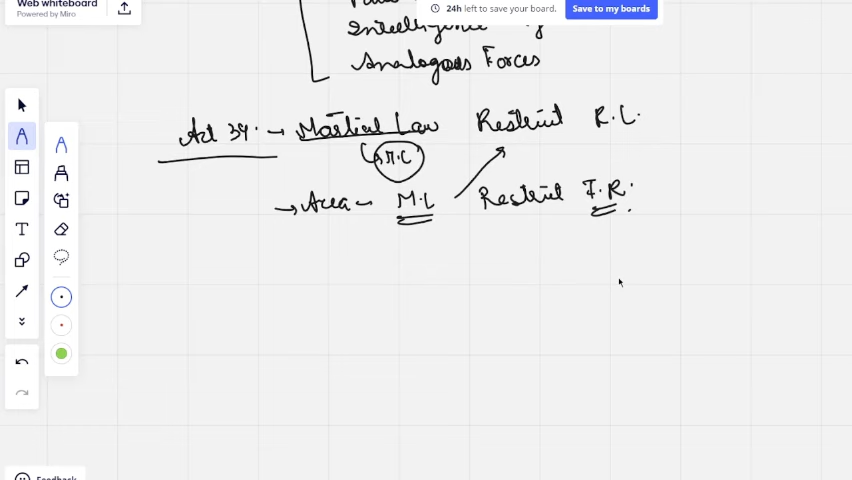 Web whiteboard
Powered by Miro
24h left to save your board.
Save to my boards
Intelligence
Analogous Forces
Art 34. → Martial Law Restrict R.L.
M.C
→ Area - M.L Restrict F.R.
T
Feedback